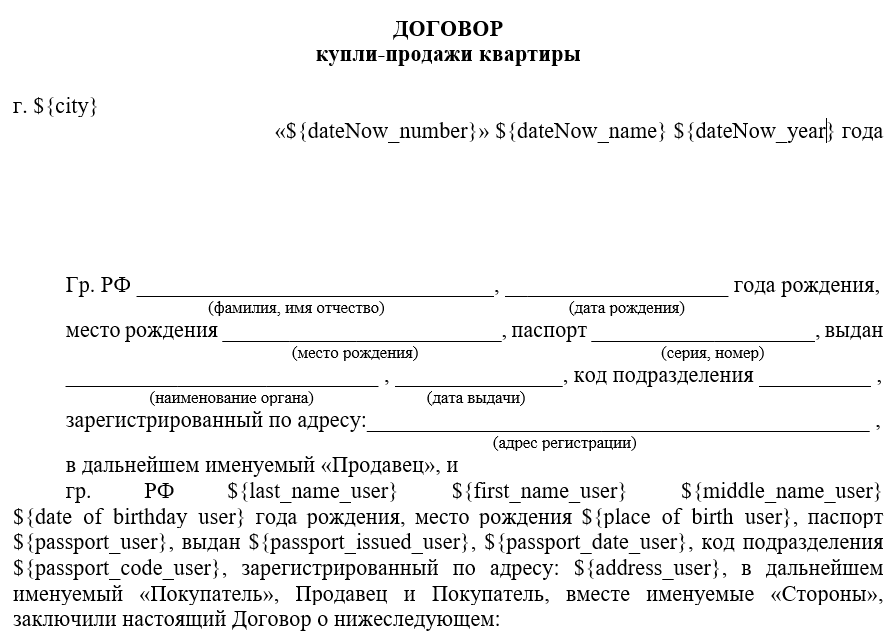 ДОГОВОР
купли-продажи квартиры
г. ${city}
«${dateNow_number}» ${dateNow_name} ${dateNow_year} года
Гр. РФ ________________________________, ____________________ года рождения,
(фамилия, имя отчество) (дата рождения)
место рождения _________________________, паспорт ____________________, выдан
(место рождения) (серия, номер)
____________________________ , _______________, код подразделения __________ ,
(наименование органа) (дата выдачи)
зарегистрированный по адресу:_____________________________________________ ,
(адрес регистрации)
в дальнейшем именуемый «Продавец», и
гр. РФ ${last_name_user} ${first_name_user} ${middle_name_user}
${date of birthday user} года рождения, место рождения ${place of birth user}, паспорт
${passport_user}, выдан ${passport_issued_user}, ${passport_date_user}, код подразделения
${passport_code_user}, зарегистрированный по адресу: ${address_user}, в дальнейшем
именуемый «Покупатель», Продавец и Покупатель, вместе именуемые «Стороны»,
заключили настоящий Договор о нижеследующем: